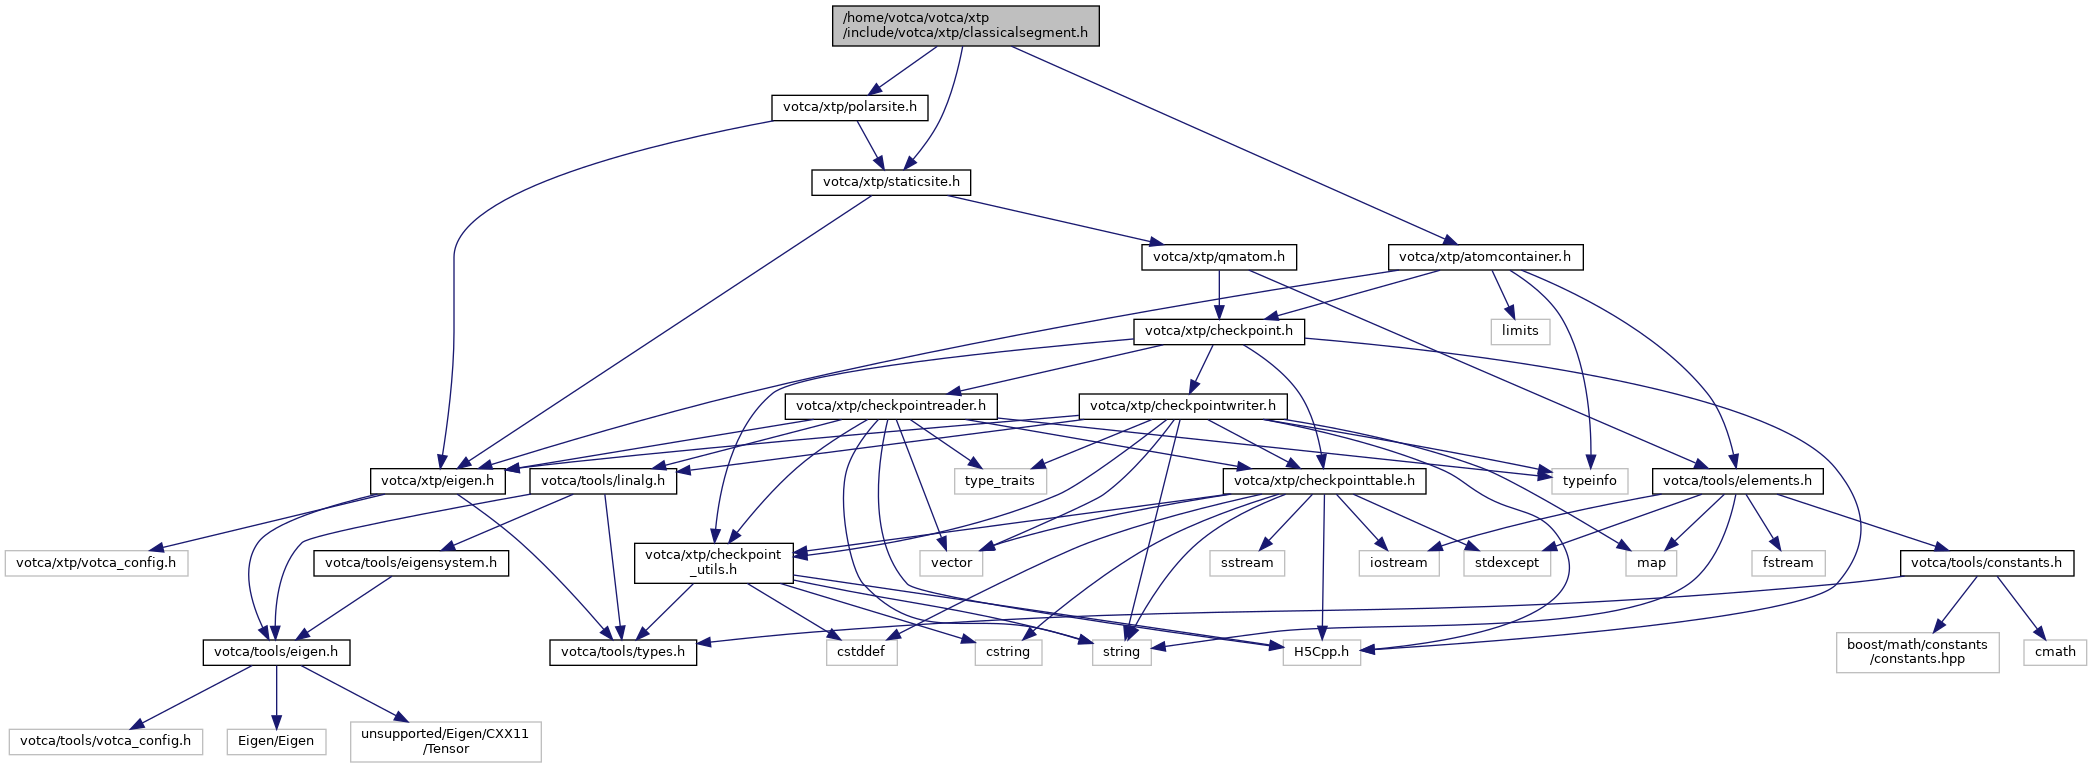 /home/votca/votca/xtp
/include/votca/xtp/classicalsegment.h
votca/xtp/polarsite.h
votca/xtp/staticsite.h
votca/xtp/qmatom.h
votca/xtp/atomcontainer.h
votca/xtp/checkpoint.h
limits
votca/xtp/checkpointreader.h
votca/xtp/checkpointwriter.h
votca/xtp/eigen.h
votca/tools/linalg.h
type_traits
votca/xtp/checkpointtable.h
typeinfo
votca/tools/elements.h
votca/xtp/votca_config.h
votca/tools/eigensystem.h
votca/xtp/checkpoint
_utils.h
vector
sstream
iostream
stdexcept
map
fstream
votca/tools/constants.h
votca/tools/eigen.h
votca/tools/types.h
cstddef
cstring
string
H5Cpp.h
boost/math/constants
/constants.hpp
cmath
votca/tools/votca_config.h
Eigen/Eigen
unsupported/Eigen/CXX11
/Tensor